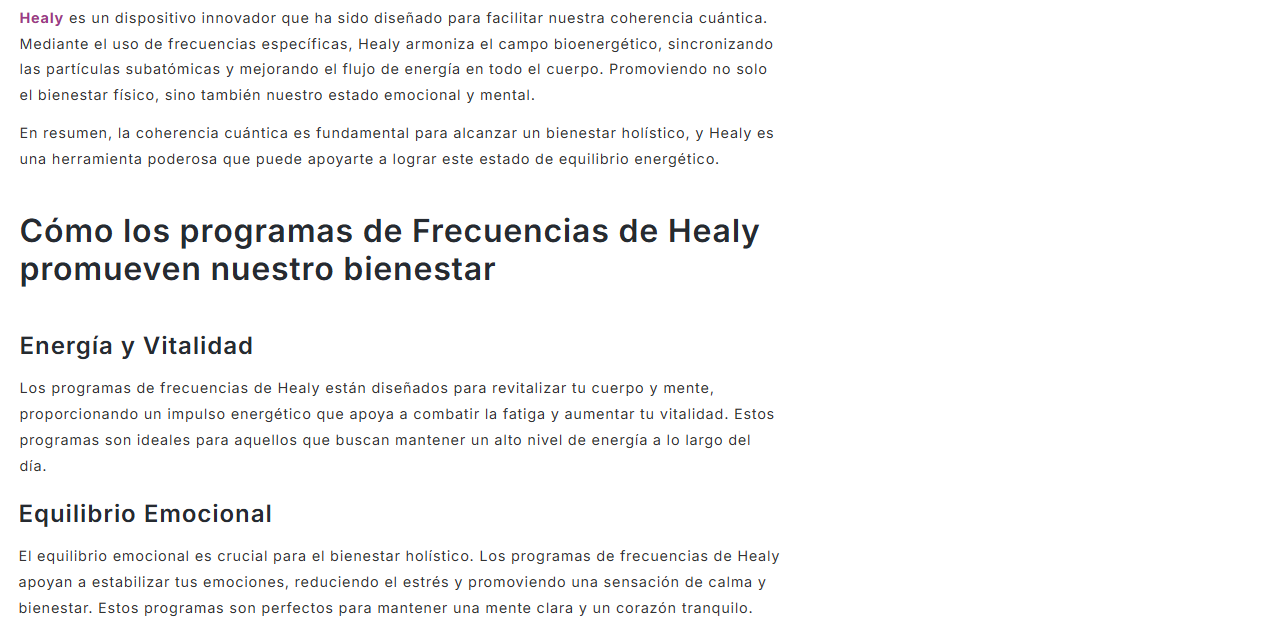 Healy es un dispositivo innovador que ha sido diseñado para facilitar nuestra coherencia cuántica.
Mediante el uso de frecuencias específicas, Healy armoniza el campo bioenergético, sincronizando
las partículas subatómicas y mejorando el flujo de energía en todo el cuerpo. Promoviendo no solo
el bienestar físico, sino también nuestro estado emocional y mental.
En resumen, la coherencia cuántica es fundamental para alcanzar un bienestar holístico, y Healy es
una herramienta poderosa que puede apoyarte a lograr este estado de equilibrio energético.
Cómo los programas de Frecuencias de Healy
promueven nuestro bienestar
Energía y Vitalidad
Los programas de frecuencias de Healy están diseñados para revitalizar tu cuerpo y mente,
proporcionando un impulso energético que apoya a combatir la fatiga y aumentar tu vitalidad. Estos
programas son ideales para aquellos que buscan mantener un alto nivel de energía a lo largo del
día.
Equilibrio Emocional
El equilibrio emocional es crucial para el bienestar holístico. Los programas de frecuencias de Healy
apoyan a estabilizar tus emociones, reduciendo el estrés y promoviendo una sensación de calma y
bienestar. Estos programas son perfectos para mantener una mente clara y un corazón tranquilo.